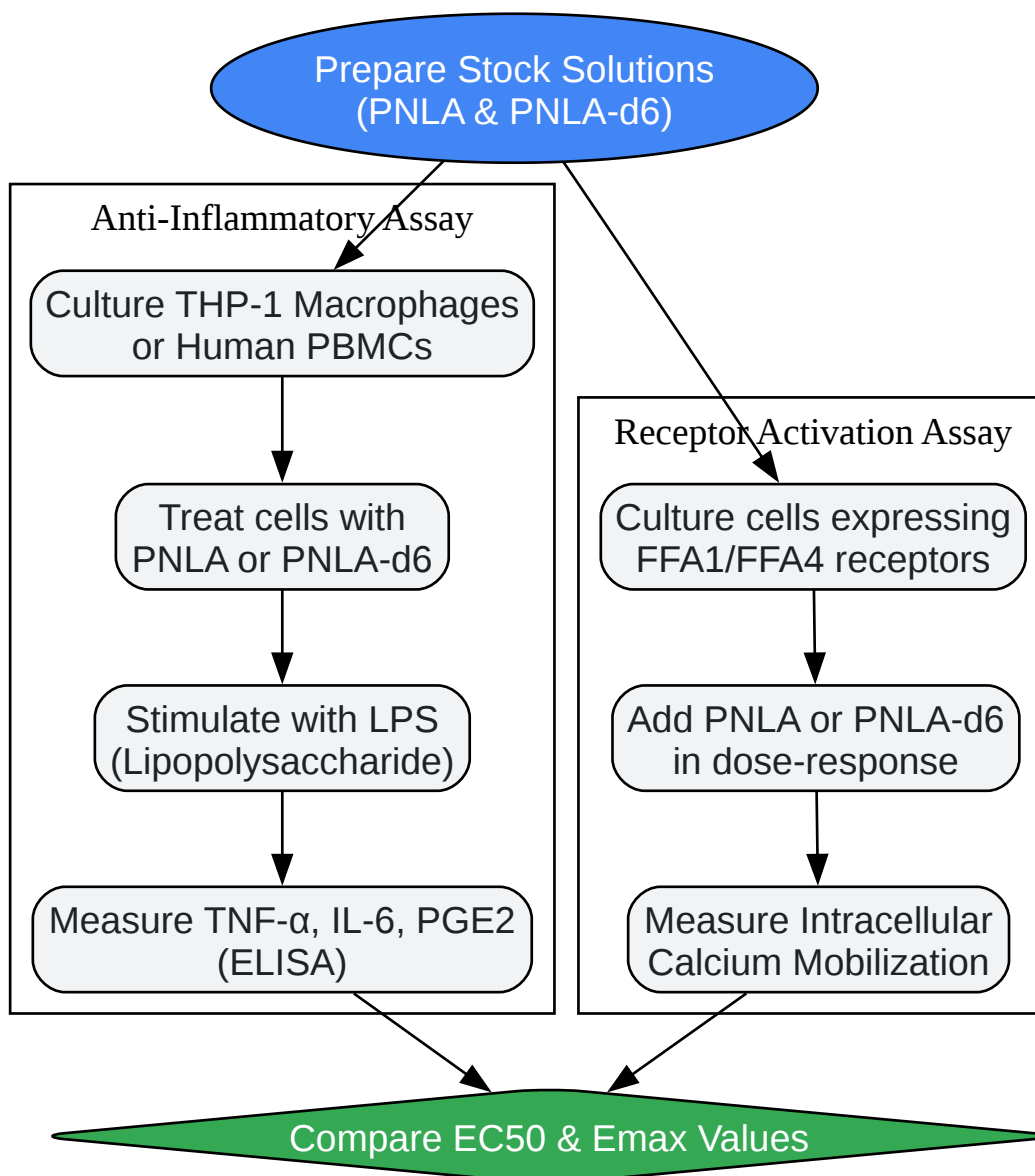 Prepare Stock Solutions
(PNLA & PNLA-d6)
Anti-Inflammatory Assay
Culture THP-1 Macrophages
or Human PBMCs
Treat cells with
PNLA or PNLA-d6
Stimulate with LPS
(Lipopolysaccharide)
Measure TNF-α, IL-6, PGE2
(ELISA)
Receptor Activation Assay
Culture cells expressing
FFA1/FFA4 receptors
Add PNLA or PNLA-d6
in dose-response
Measure Intracellular
Calcium Mobilization
Compare EC50 & Emax Values